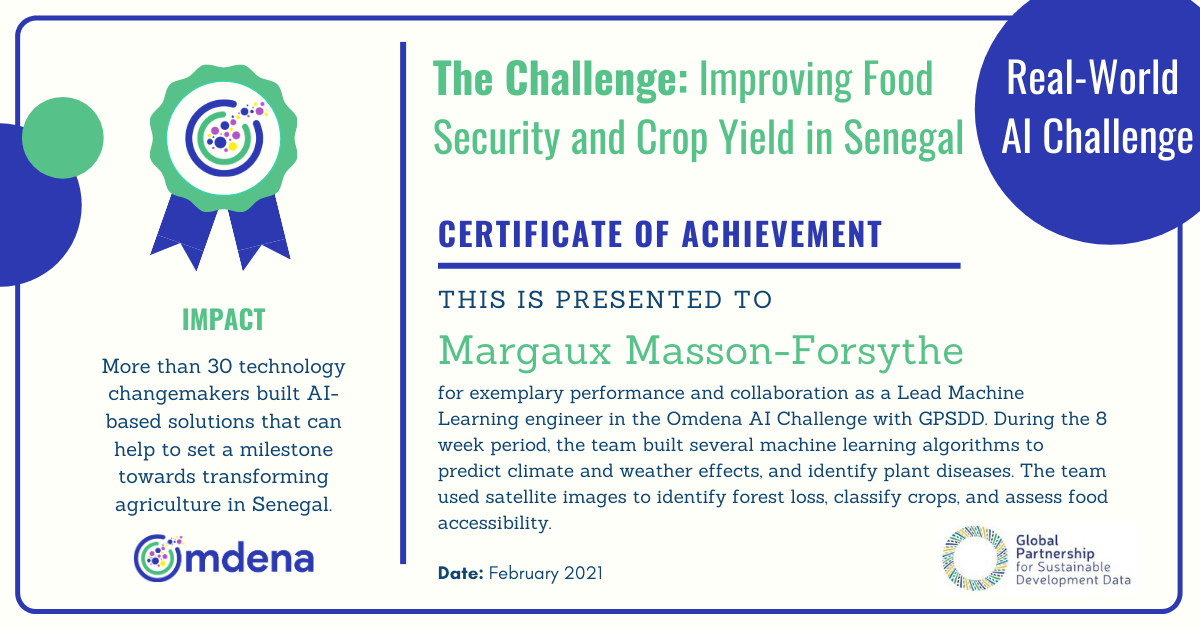 The Challenge: Improving Food
Security and Crop Yield in Senegal
Real-World
AI Challenge
CERTIFICATE OF ACHIEVEMENT
THIS IS PRESENTED TO
Margaux Masson-Forsythe
for exemplary performance and collaboration as a Lead Machine
Learning engineer in the Omdena AI Challenge with GPSDD. During the 8
week period, the team built several machine learning algorithms to
predict climate and weather effects, and identify plant diseases. The team
used satellite images to identify forest loss, classify crops, and assess food
accessibility.
Date: February 2021
IMPACT
More than 30 technology
changemakers built AI-
based solutions that can
help to set a milestone
towards transforming
agriculture in Senegal.
Omdena
Global
Partnership
for Sustainable
Development Data